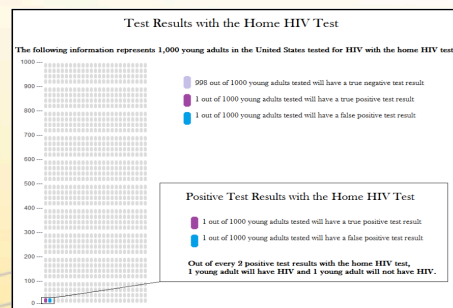 Test Results with the Home HIV Test
The following information represents 1,000 young adults in the United States tested for HIV with the home HIV test
1000
900
800
700
600
500
400
300
200
100
0
998 out of 1000 young adults tested will have a true negative test result
1 out of 1000 young adults tested will have a true positive test result
1 out of 1000 young adults tested will have a false positive test result
Positive Test Results with the Home HIV Test
1 out of 1000 young adults tested will have a true positive test result
1 out of 1000 young adults tested will have a false positive test result
Out of every 2 positive test results with the home HIV test,
1 young adult will have HIV and 1 young adult will not have HIV.